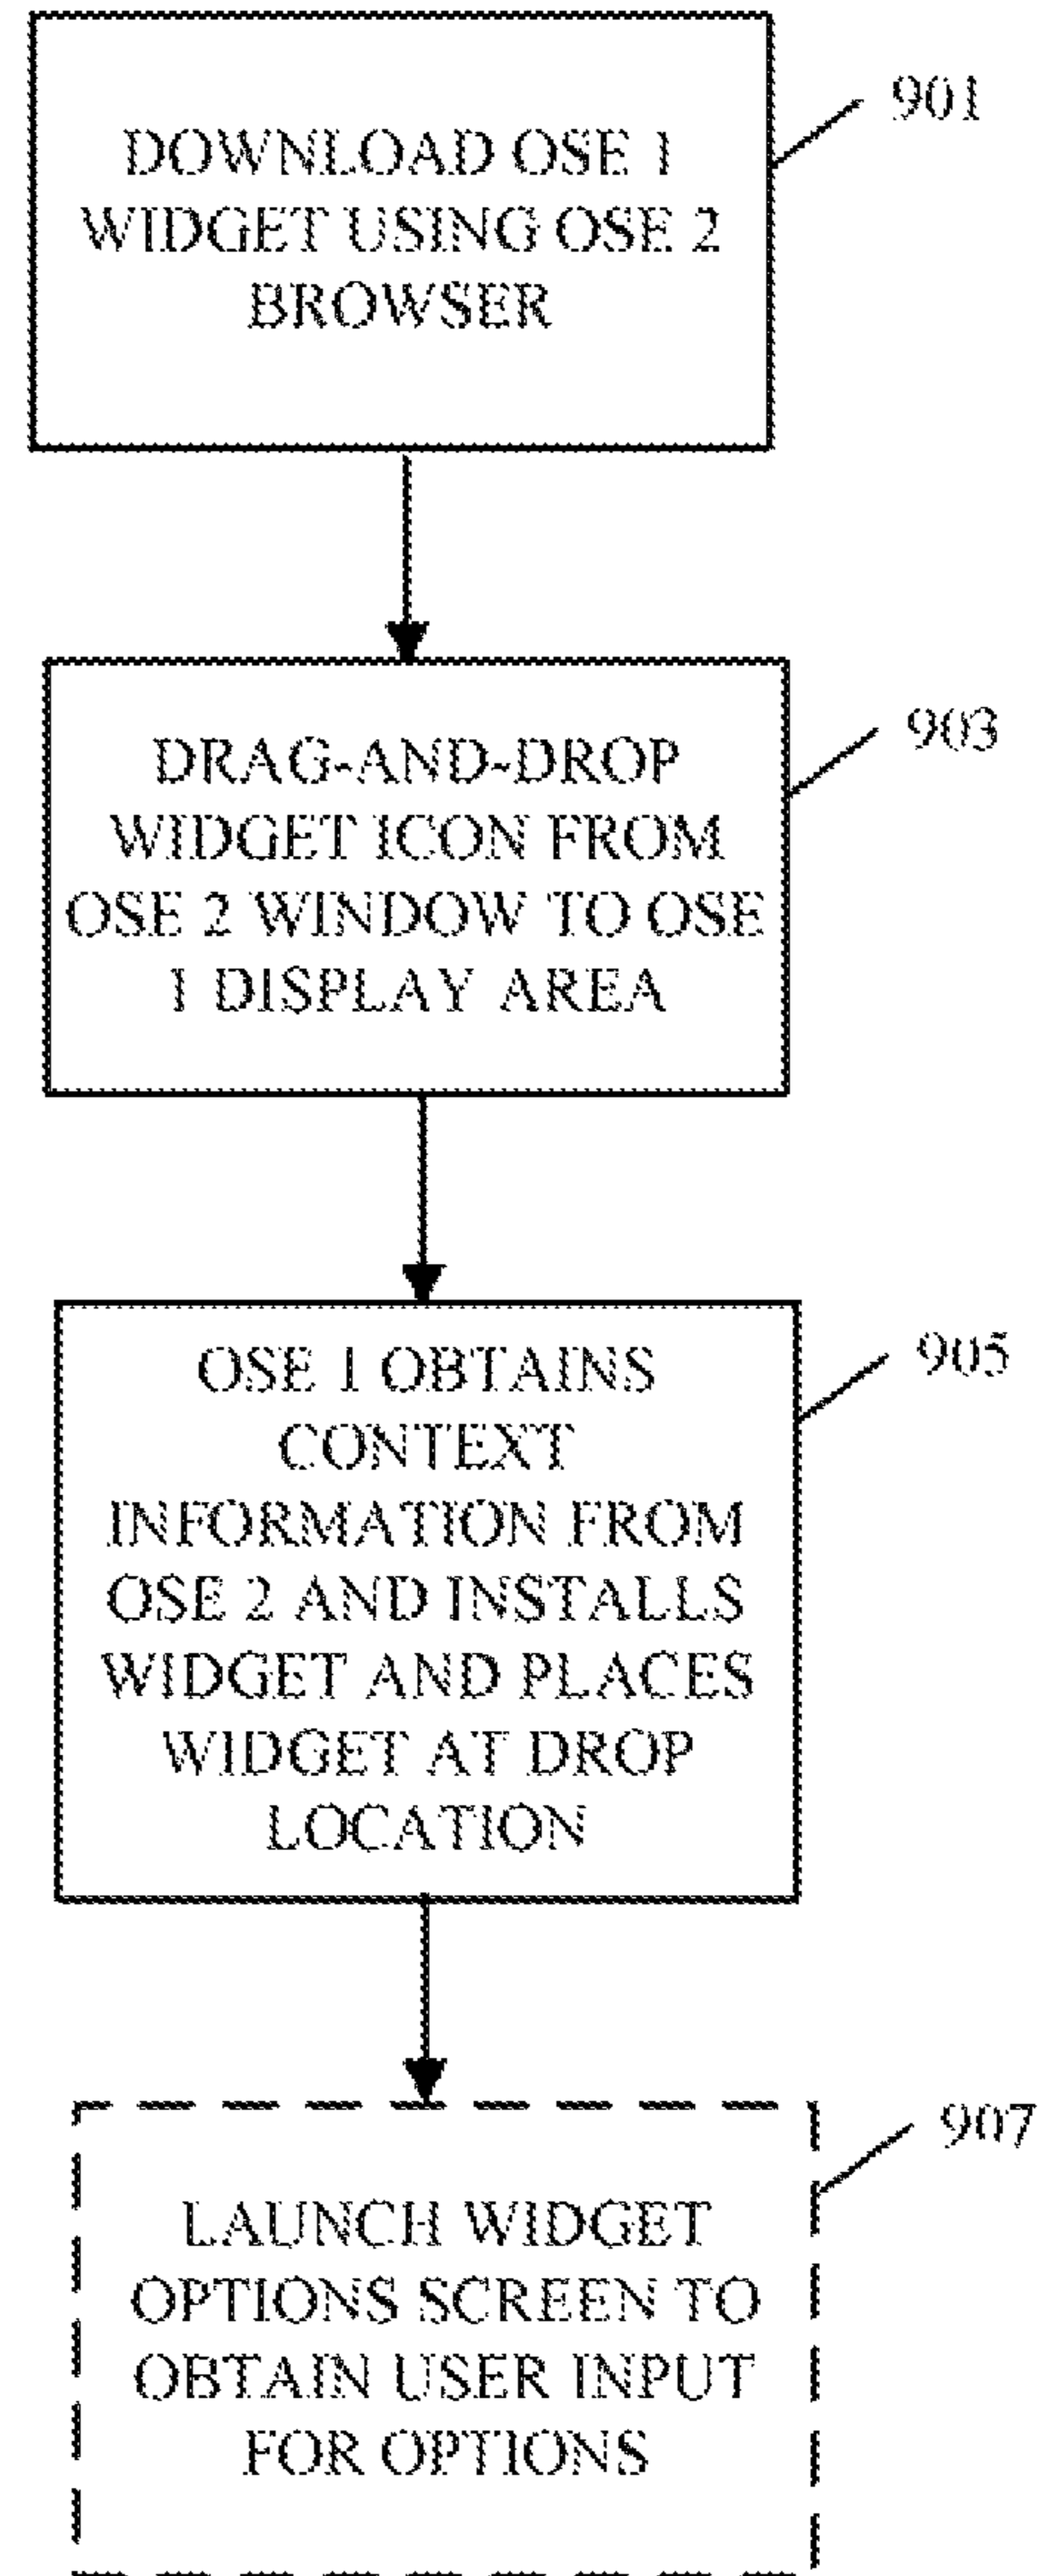 DOWNLOAD OSE 1
WIDGET USING OSE 2
BROWSER
901
DRAG-AND-DROP
WIDGET ICON FROM
OSE 2 WINDOW TO OSE
1 DISPLAY AREA
903
OSE 1 OBTAINS
CONTEXT
INFORMATION FROM
OSE 2 AND INSTALLS
WIDGET AND PLACES
WIDGET AT DROP
LOCATION
905
LAUNCH WIDGET
OPTIONS SCREEN TO
OBTAIN USER INPUT
FOR OPTIONS
907